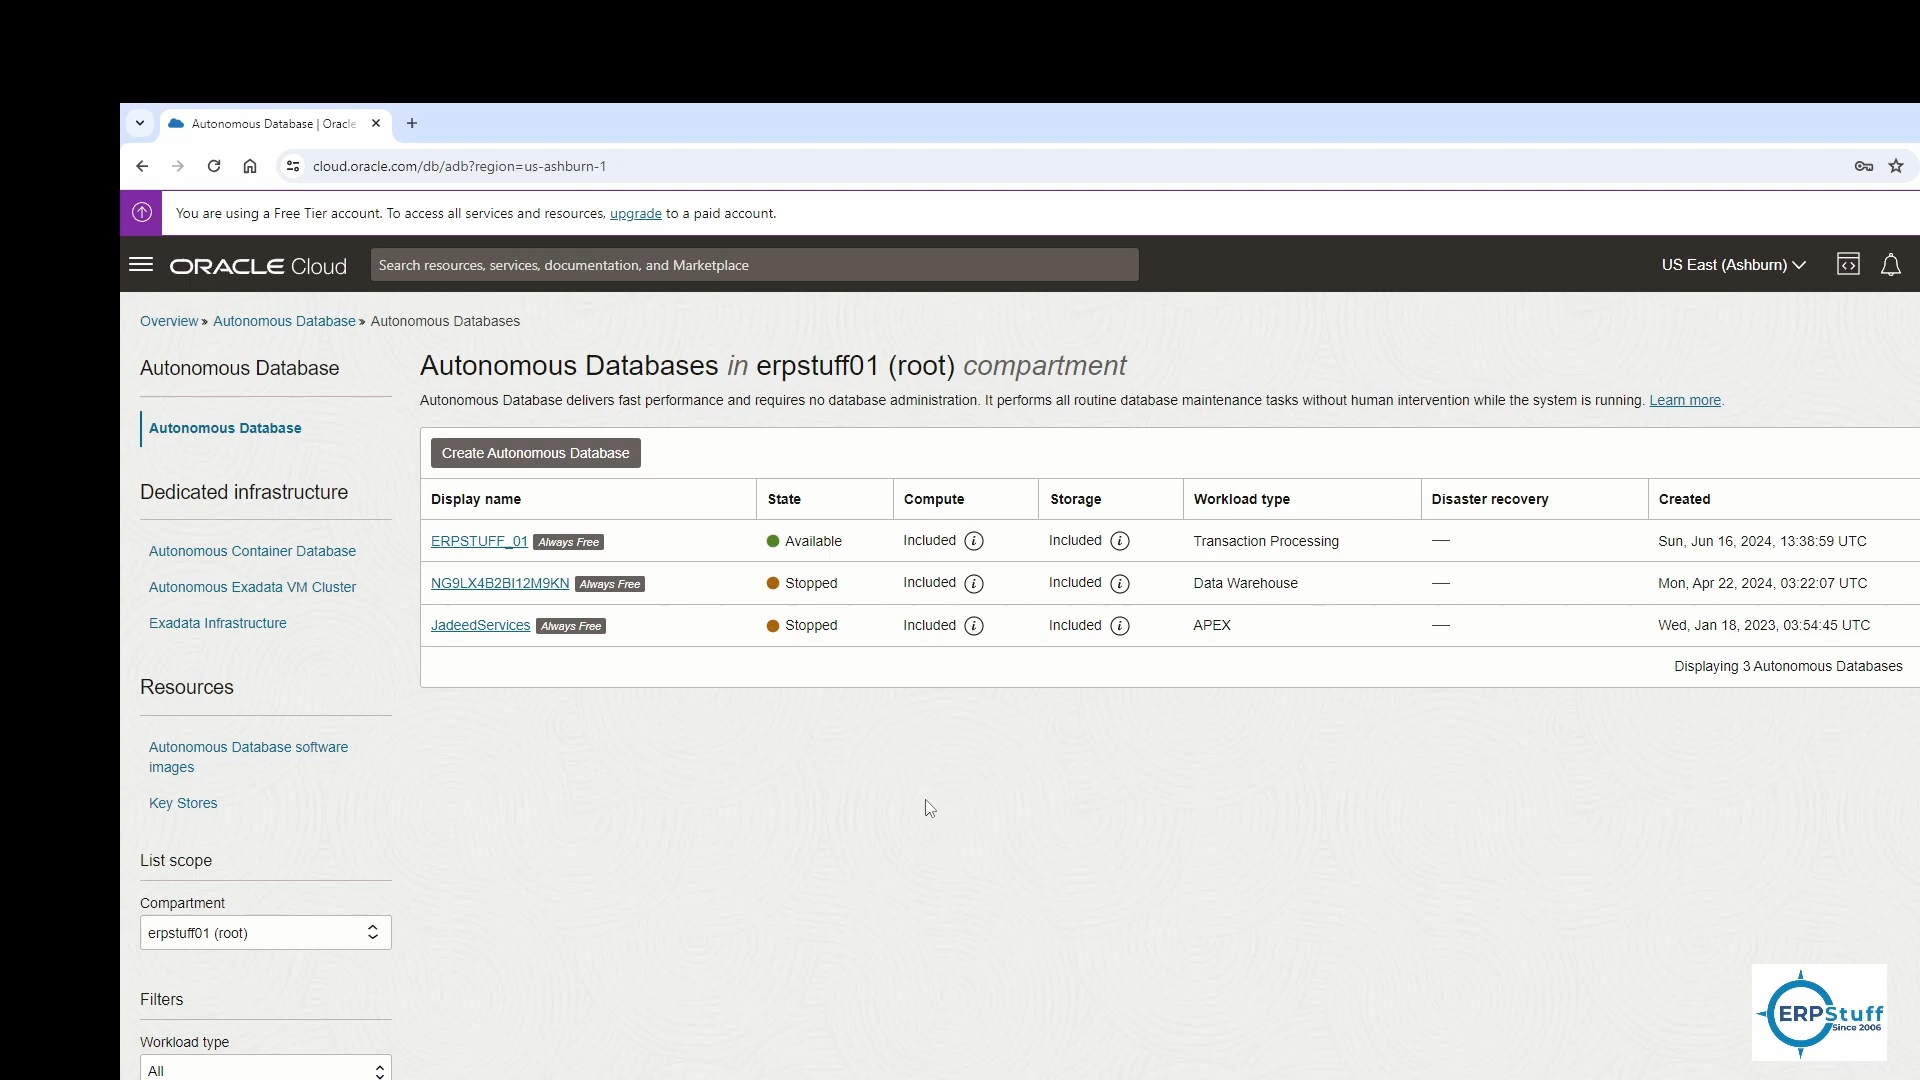 Autonomous Database | Oracle
cloud.oracle.com/db/adb?region=us-ashburn-1
You are using a Free Tier account. To access all services and resources, upgrade to a paid account.
ORACLE Cloud
Search resources, services, documentation, and Marketplace
US East (Ashburn)
Overview » Autonomous Database » Autonomous Databases
Autonomous Database
Autonomous Database
Dedicated infrastructure
Autonomous Container Database
Autonomous Exadata VM Cluster
Exadata Infrastructure
Resources
Autonomous Database software
images
Key Stores
List scope
Compartment
erpstuff01 (root)
Filters
Workload type
All
Autonomous Databases in erpstuff01 (root) compartment
Autonomous Database delivers fast performance and requires no database administration. It performs all routine database maintenance tasks without human intervention while the system is running. Learn more.
Create Autonomous Database
Display name State Compute Storage Workload type Disaster recovery Created
ERPSTUFF_01 Always Free Available Included Included Transaction Processing — Sun, Jun 16, 2024, 13:38:59 UTC
NG9LX4B2BI12M9KN Always Free Stopped Included Included Data Warehouse — Mon, Apr 22, 2024, 03:22:07 UTC
JadeedServices Always Free Stopped Included Included APEX — Wed, Jan 18, 2023, 03:54:45 UTC
Displaying 3 Autonomous Databases
ERPStuff
Since 2006